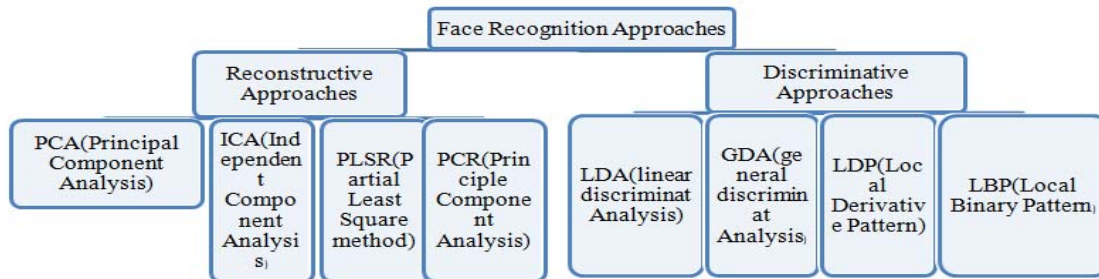 Face Recognition Approaches
Reconstructive
Approaches
Discriminative
Approaches
PCA(Principal
Component
Analysis)
ICA(Ind
ependen
t
Compo
nent
Analysi
s)
PLSR(P
artial
Least
Square
method)
PCR(Prin
ciple
Compone
nt
Analysis)
LDA(linear
discriminat
Analysis)
GDA(ge
neral
discrimin
at
Analysis)
LDP(Loc
al
Derivativ
e Pattern)
LBP(Local
Binary Pattern)